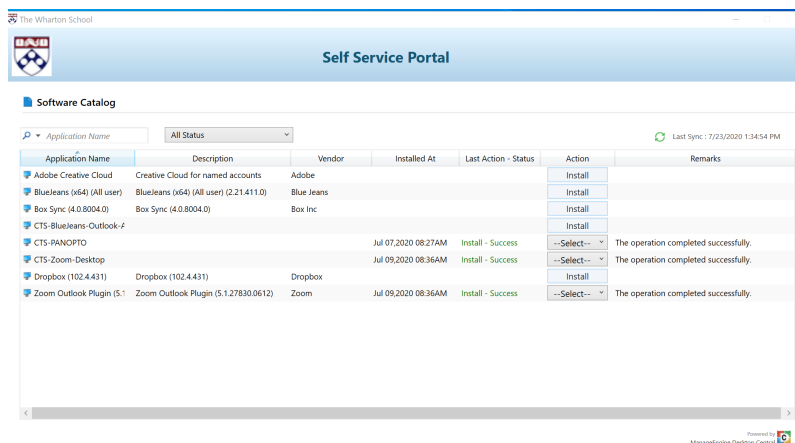 The Wharton School
Self Service Portal
Software Catalog
Application Name
All Status
Last Sync : 7/23/2020 1:34:54 PM
Application Name Description Vendor Installed At Last Action - Status Action Remarks
Adobe Creative Cloud Creative Cloud for named accounts Adobe Install
BlueJeans (x64) (All user) BlueJeans (x64) (All user) (2.21.411.0) Blue Jeans Install
Box Sync (4.0.8004.0) Box Sync (4.0.8004.0) Box Inc Install
CTS-BlueJeans-Outlook-A Install
CTS-PANOPTO Jul 07,2020 08:27AM Install - Success --Select-- The operation completed successfully.
CTS-Zoom-Desktop Jul 09,2020 08:36AM Install - Success --Select-- The operation completed successfully.
Dropbox (102.4.431) Dropbox (102.4.431) Dropbox Install
Zoom Outlook Plugin (5.1 Zoom Outlook Plugin (5.1.27830.0612) Zoom Jul 09,2020 08:36AM Install - Success --Select-- The operation completed successfully.
Powered by
ManageEngine Desktop Central